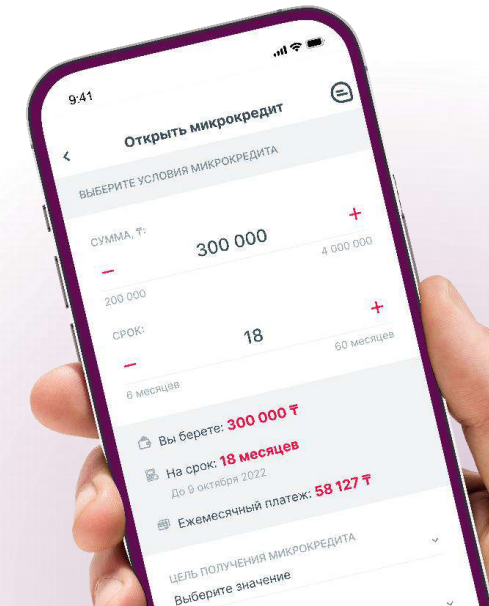 9:41
Открыть микрокредит
ВЫБЕРИТЕ УСЛОВИЯ МИКРОКРЕДИТА
СУММА, ₸:
− 300 000 +
200 000 4 000 000
СРОК:
− 18 +
6 месяцев 60 месяцев
Вы берете: 300 000 ₸
На срок: 18 месяцев
До 9 октября 2022
Ежемесячный платеж: 58 127 ₸
ЦЕЛЬ ПОЛУЧЕНИЯ МИКРОКРЕДИТА
Выберите значение